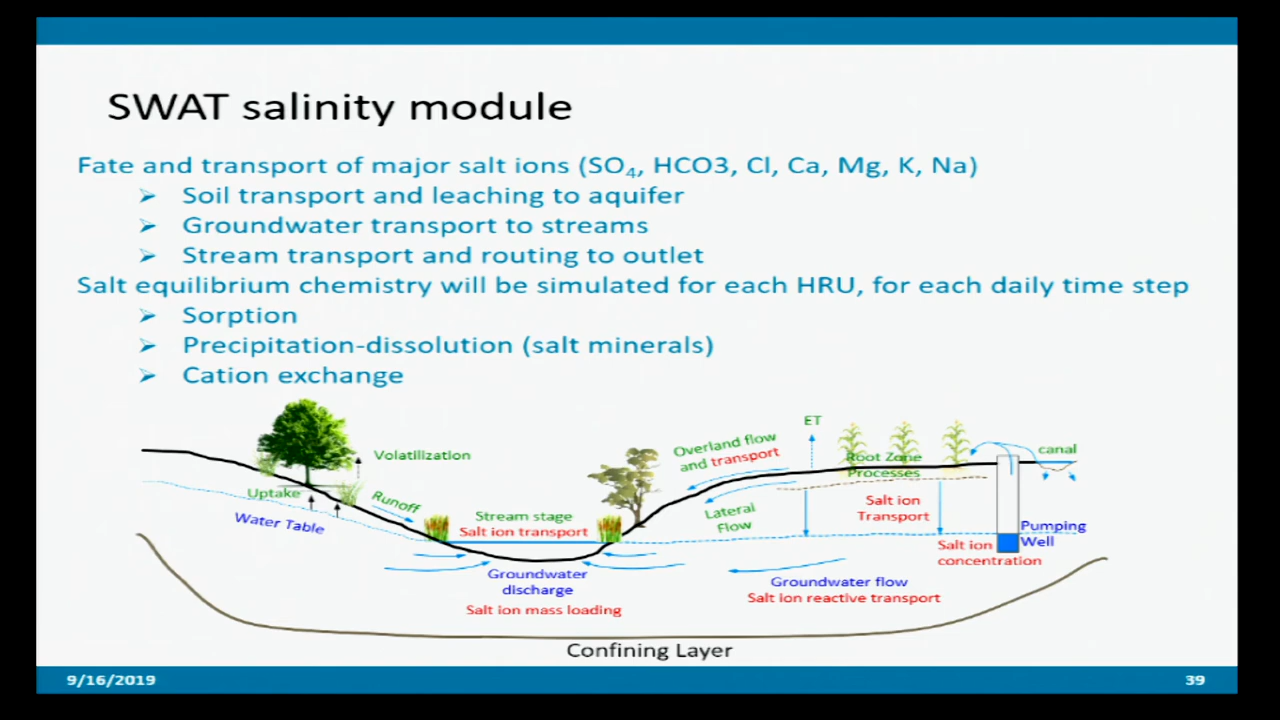 SWAT salinity module
Fate and transport of major salt ions (SO₄, HCO3, Cl, Ca, Mg, K, Na)
➢ Soil transport and leaching to aquifer
➢ Groundwater transport to streams
➢ Stream transport and routing to outlet
Salt equilibrium chemistry will be simulated for each HRU, for each daily time step
➢ Sorption
➢ Precipitation-dissolution (salt minerals)
➢ Cation exchange
Volatilization
Uptake
Water Table
Runoff
Stream stage
Salt ion transport
Groundwater
discharge
Salt ion mass loading
Overland flow
and transport
Lateral
Flow
ET
Root Zone
Processes
Salt ion
Transport
canal
Pumping
Well
Salt ion
concentration
Groundwater flow
Salt ion reactive transport
Confining Layer
9/16/2019
39